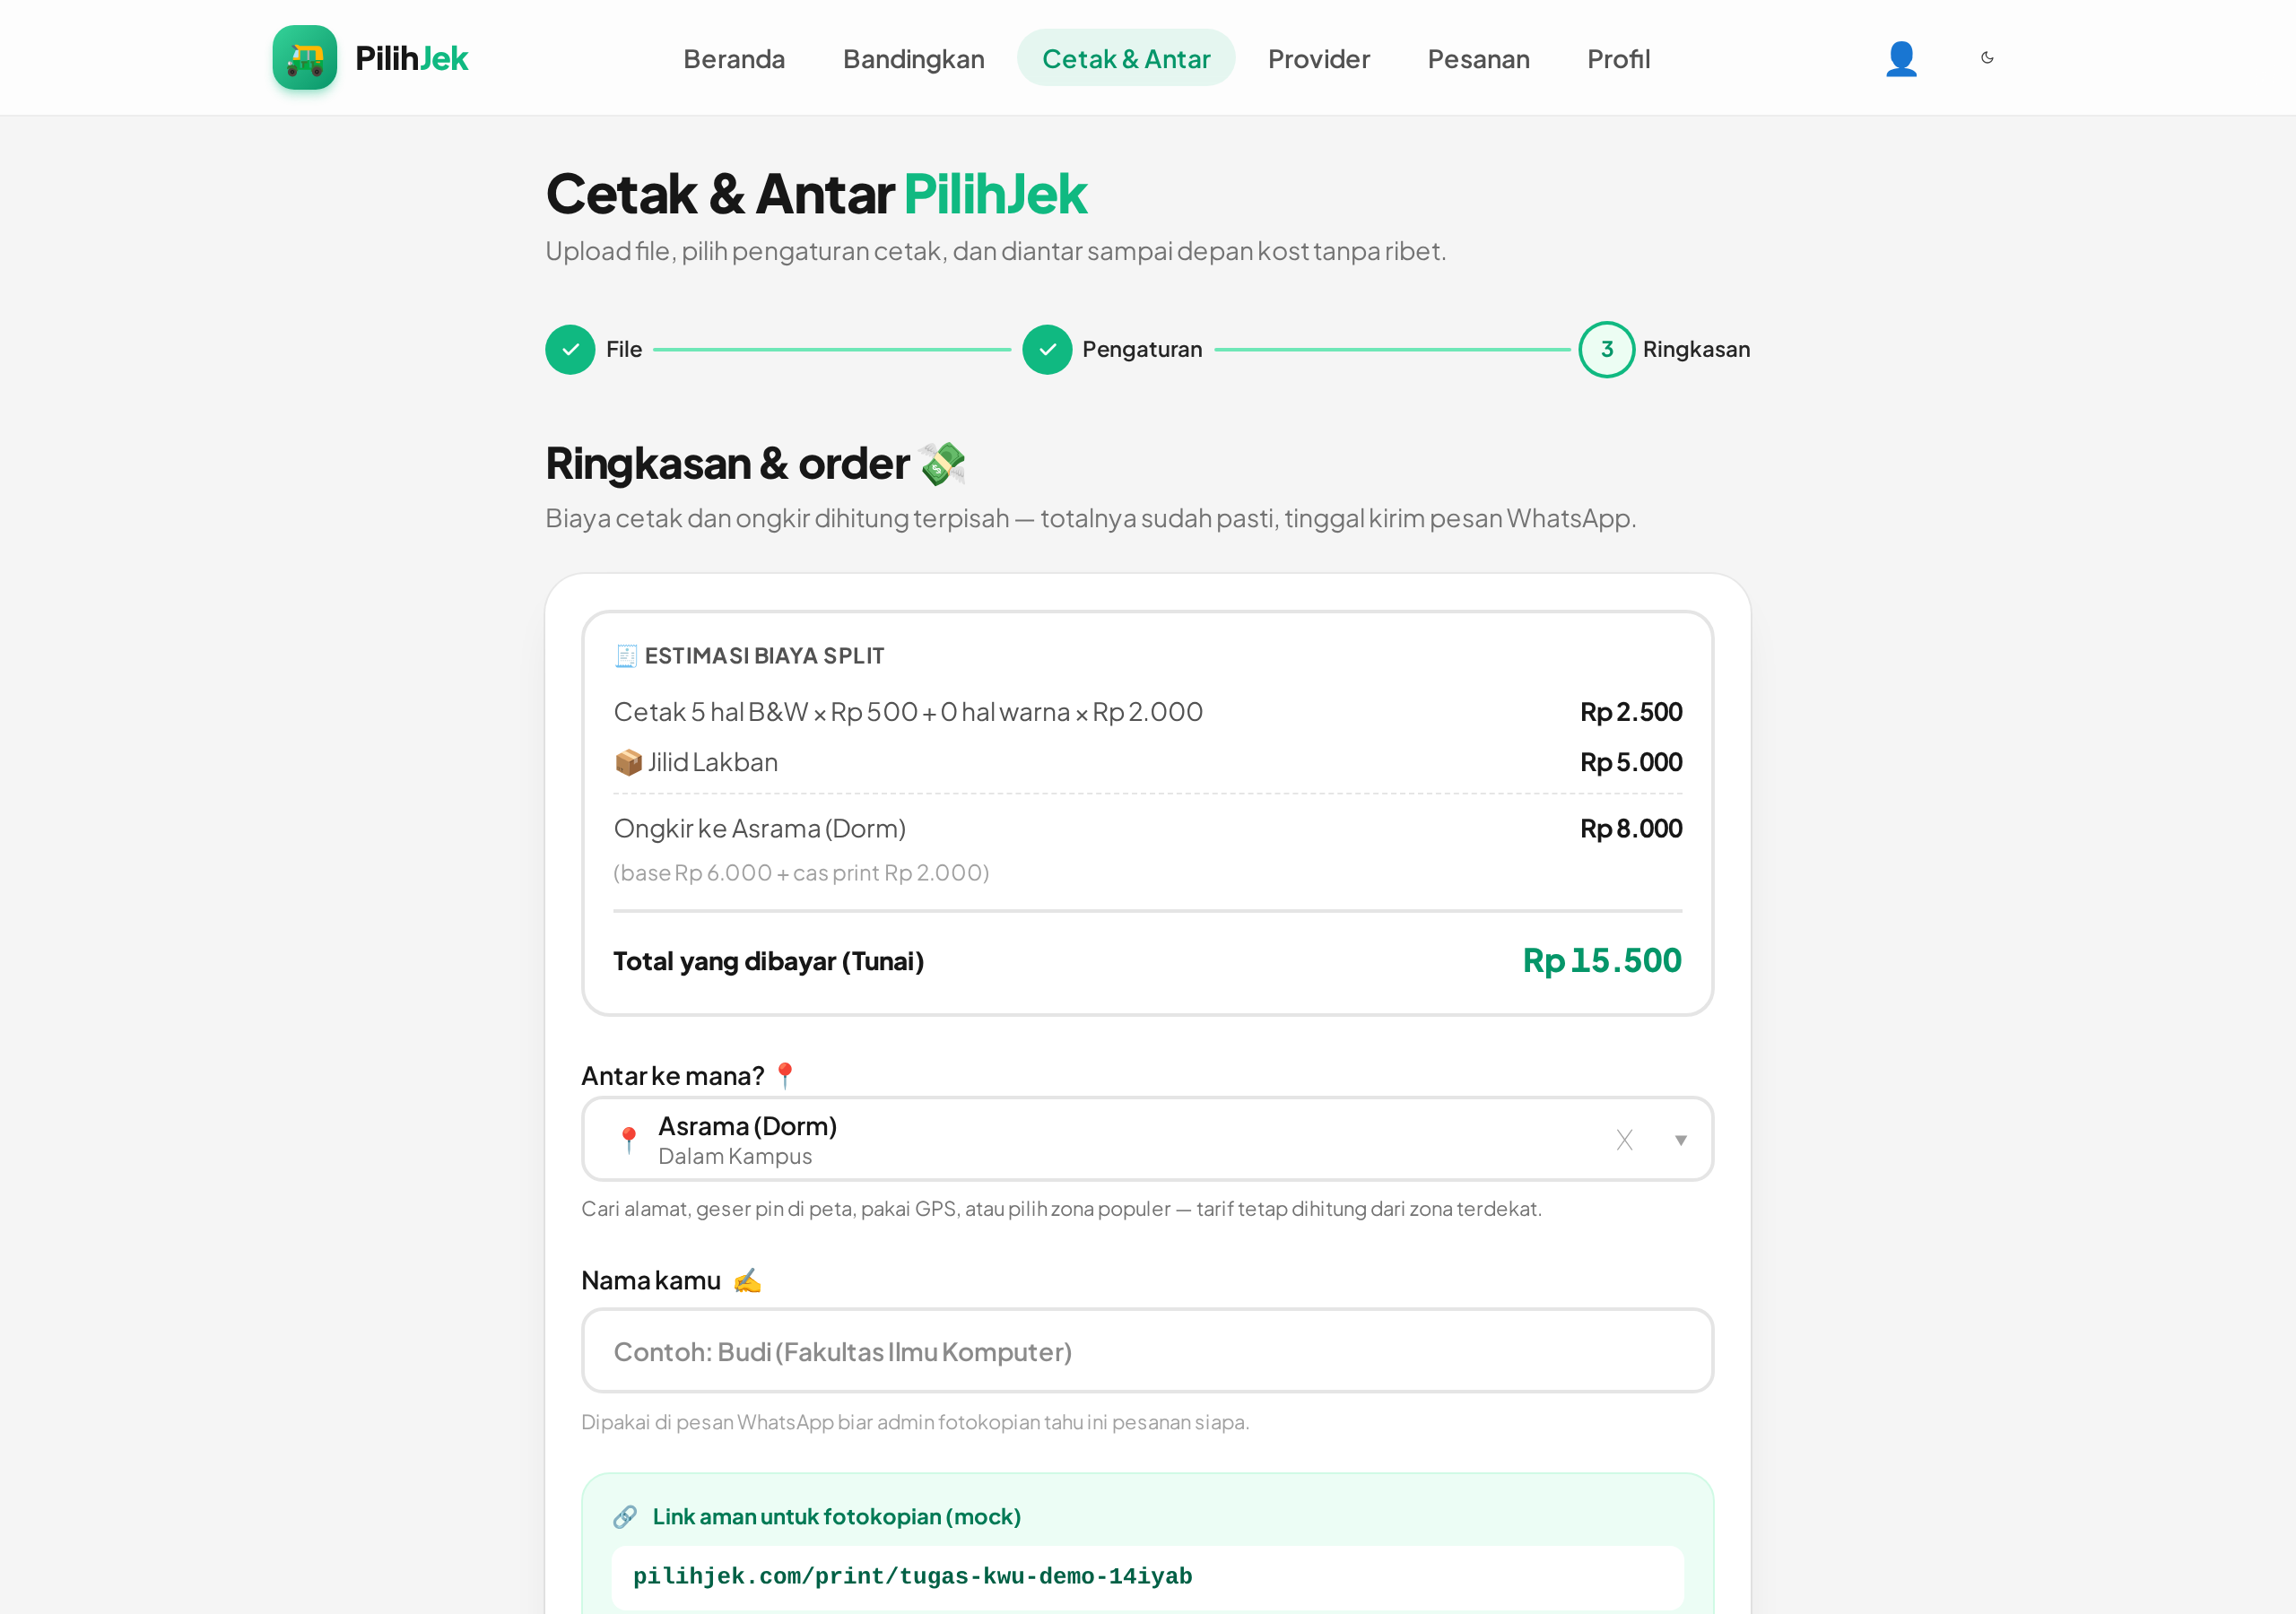 PilihJek
Beranda
Bandingkan
Cetak & Antar
Provider
Pesanan
Profil
Cetak & Antar PilihJek
Upload file, pilih pengaturan cetak, dan diantar sampai depan kost tanpa ribet.
File
Pengaturan
3 Ringkasan
Ringkasan & order 💸
Biaya cetak dan ongkir dihitung terpisah — totalnya sudah pasti, tinggal kirim pesan WhatsApp.
🧾 ESTIMASI BIAYA SPLIT
Cetak 5 hal B&W × Rp 500 + 0 hal warna × Rp 2.000 Rp 2.500
📦 Jilid Lakban Rp 5.000
Ongkir ke Asrama (Dorm) Rp 8.000
(base Rp 6.000 + cas print Rp 2.000)
Total yang dibayar (Tunai) Rp 15.500
Antar ke mana? 📍
📍 Asrama (Dorm)
Dalam Kampus
Cari alamat, geser pin di peta, pakai GPS, atau pilih zona populer — tarif tetap dihitung dari zona terdekat.
Nama kamu ✍️
Contoh: Budi (Fakultas Ilmu Komputer)
Dipakai di pesan WhatsApp biar admin fotokopian tahu ini pesanan siapa.
🔗 Link aman untuk fotokopian (mock)
pilihjek.com/print/tugas-kwu-demo-14iyab